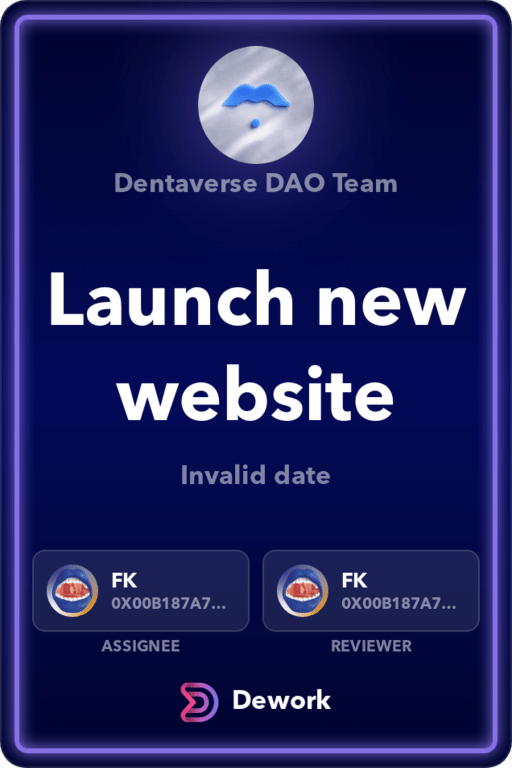 Dentaverse DAO Team
Launch new
website
Invalid date
FK
0X00B187A7...
ASSIGNEE
FK
0X00B187A7...
REVIEWER
Dework